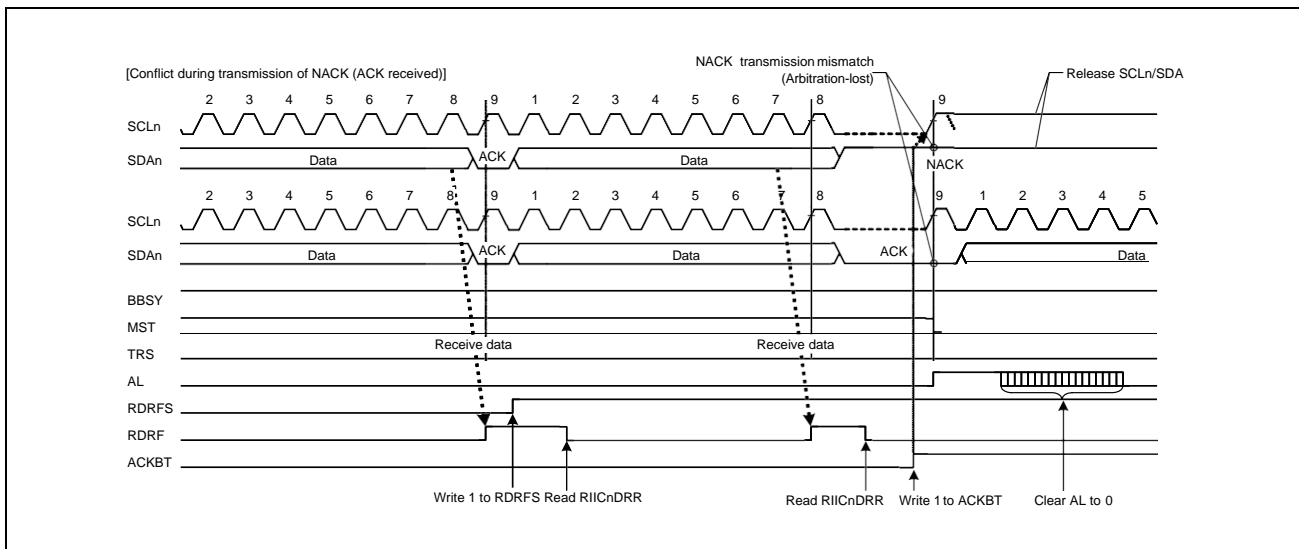 [Conflict during transmission of NACK (ACK received)]
NACK transmission mismatch
(Arbitration-lost)
Release SCLn/SDA
2 3 4 5 6 7 8 9 1 2 3 4 5 6 7 8 9
SCLn
SDAn Data ACK Data NACK
2 3 4 5 6 7 8 9 1 2 3 4 5 6 7 8 9 1 2 3 4 5
SCLn
SDAn Data ACK Data ACK Data
BBSY
MST
Receive data Receive data
TRS
AL
RDRFS
RDRF
ACKBT
Write 1 to RDRFS Read RIICnDRR Read RIICnDRR Write 1 to ACKBT Clear AL to 0